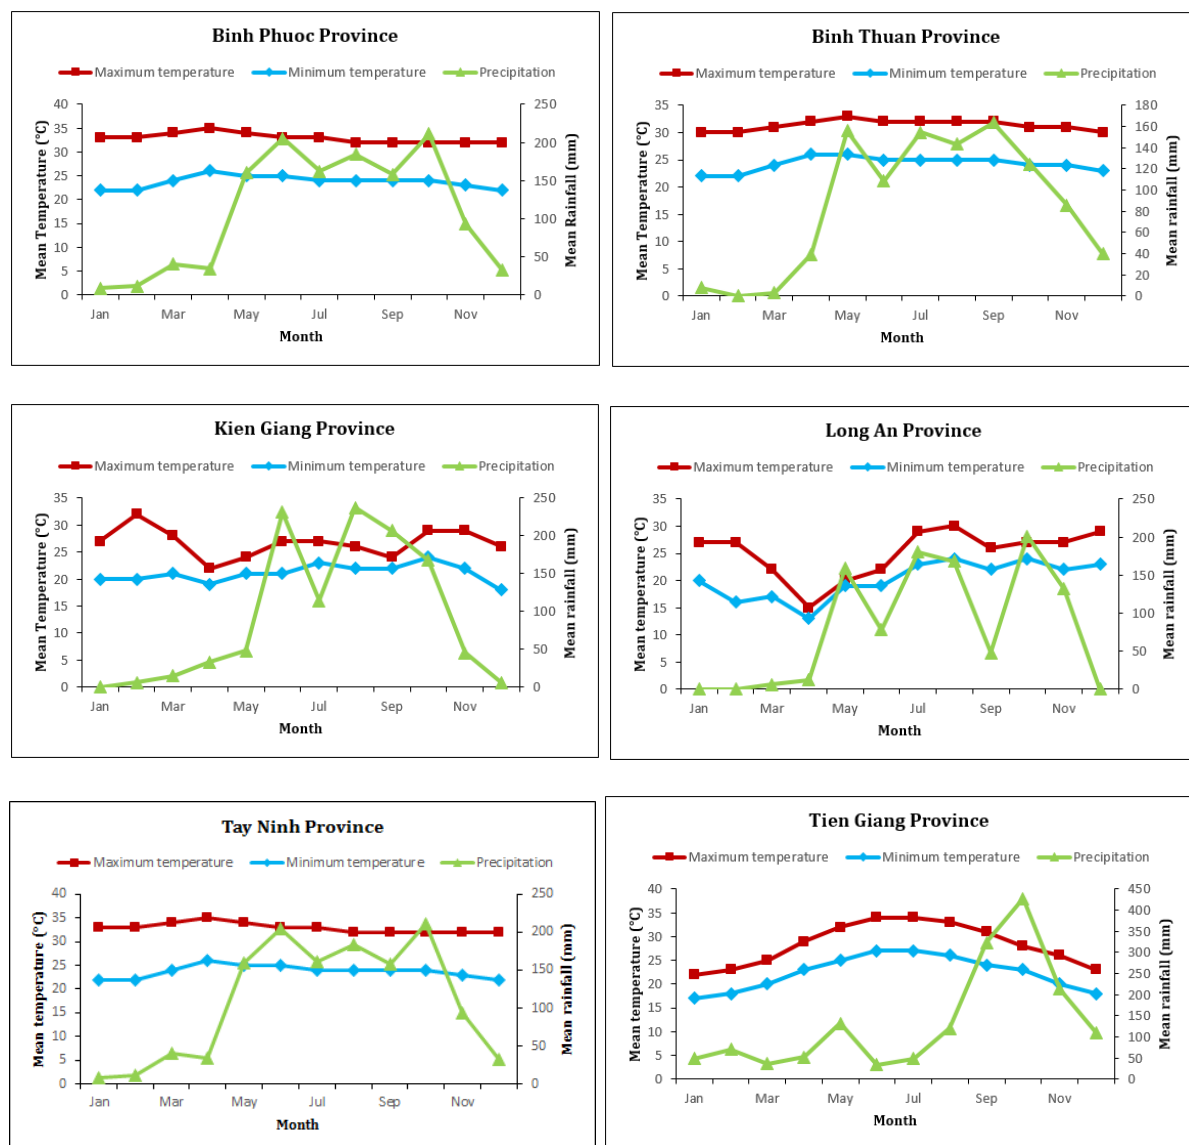 Binh Phuoc Province
Maximum temperature Minimum temperature Precipitation
Mean Temperature (°C)
40
35
30
25
20
15
10
5
0
250
200
150
100
50
0
Mean Rainfall (mm)
Jan Mar May Jul Sep Nov
Month
Binh Thuan Province
Maximum temperature Minimum temperature Precipitation
Mean Temperature (°C)
35
30
25
20
15
10
5
0
180
160
140
120
100
80
60
40
20
0
Mean rainfall (mm)
Jan Mar May Jul Sep Nov
Month
Kien Giang Province
Maximum temperature Minimum temperature Precipitation
Mean Temperature (°C)
35
30
25
20
15
10
5
0
250
200
150
100
50
0
Mean rainfall (mm)
Jan Mar May Jul Sep Nov
Month
Long An Province
Maximum temperature Minimum temperature Precipitation
Mean temperature (°C)
35
30
25
20
15
10
5
0
250
200
150
100
50
0
Mean rainfall (mm)
Jan Mar May Jul Sep Nov
Month
Tay Ninh Province
Maximum temperature Minimum temperature Precipitation
Mean temperature (°C)
40
35
30
25
20
15
10
5
0
250
200
150
100
50
0
Mean rainfall (mm)
Jan Mar May Jul Sep Nov
Month
Tien Giang Province
Maximum temperature Minimum temperature Precipitation
Mean temperature (°C)
40
35
30
25
20
15
10
5
0
450
400
350
300
250
200
150
100
50
0
Mean rainfall (mm)
Jan Mar May Jul Sep Nov
Month